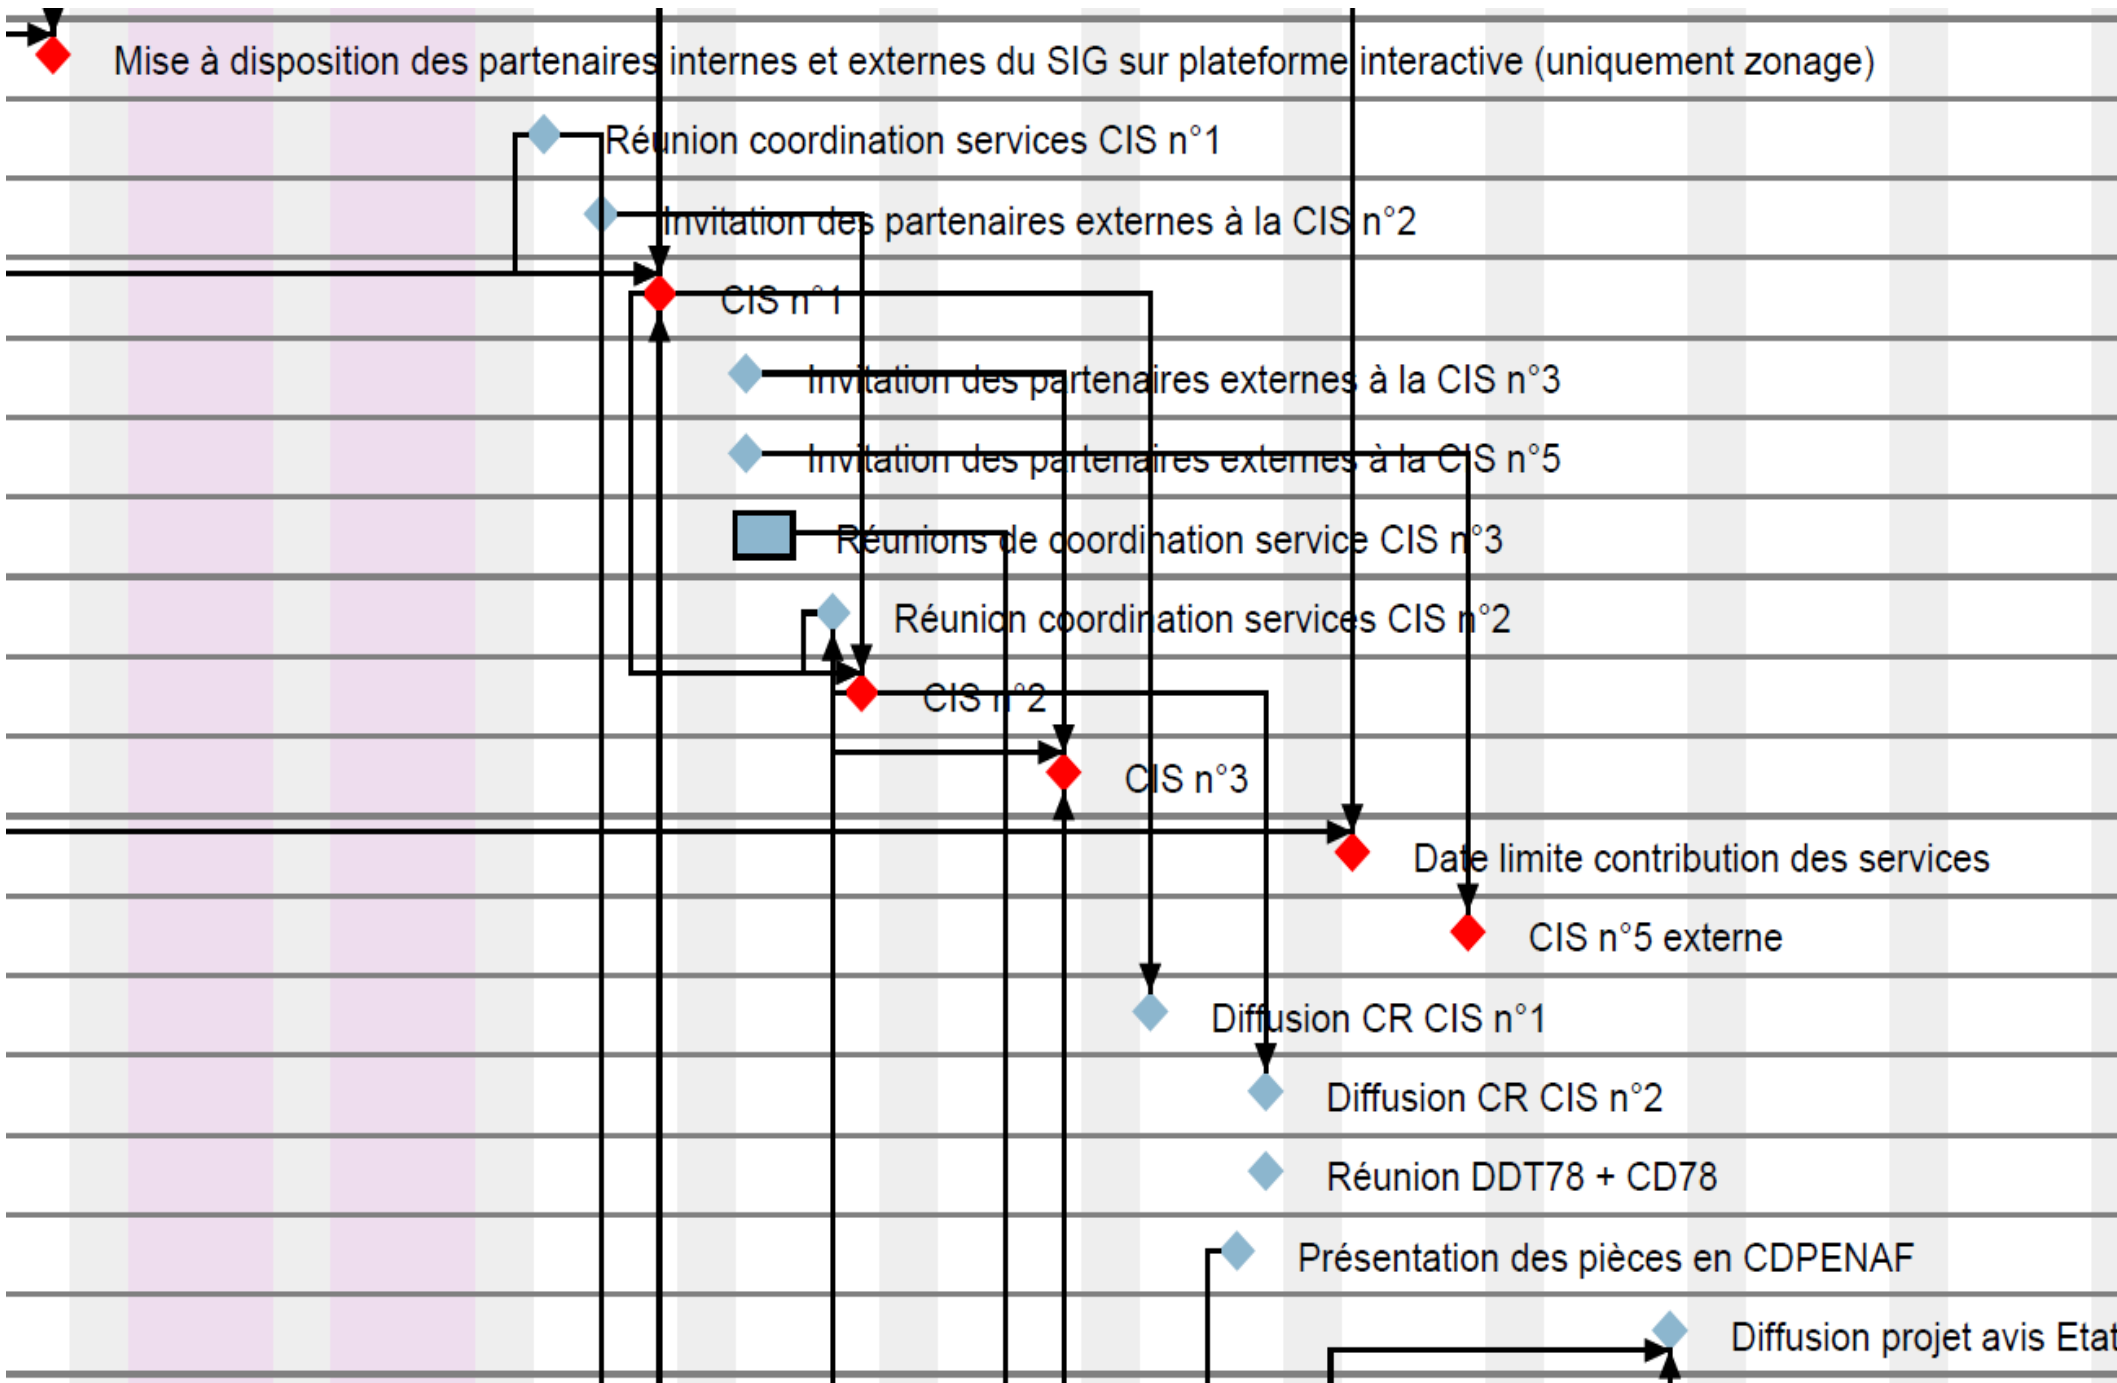 Mise à disposition des partenaires internes et externes du SIG sur plateforme interactive (uniquement zonage)
Réunion coordination services CIS n°1
Invitation des partenaires externes à la CIS n°2
CIS n°1
Invitation des partenaires externes à la CIS n°3
Invitation des partenaires externes à la CIS n°5
Réunions de coordination service CIS n°3
Réunion coordination services CIS n°2
CIS n°2
CIS n°3
Date limite contribution des services
CIS n°5 externe
Diffusion CR CIS n°1
Diffusion CR CIS n°2
Réunion DDT78 + CD78
Présentation des pièces en CDPENAF
Diffusion projet avis Etat